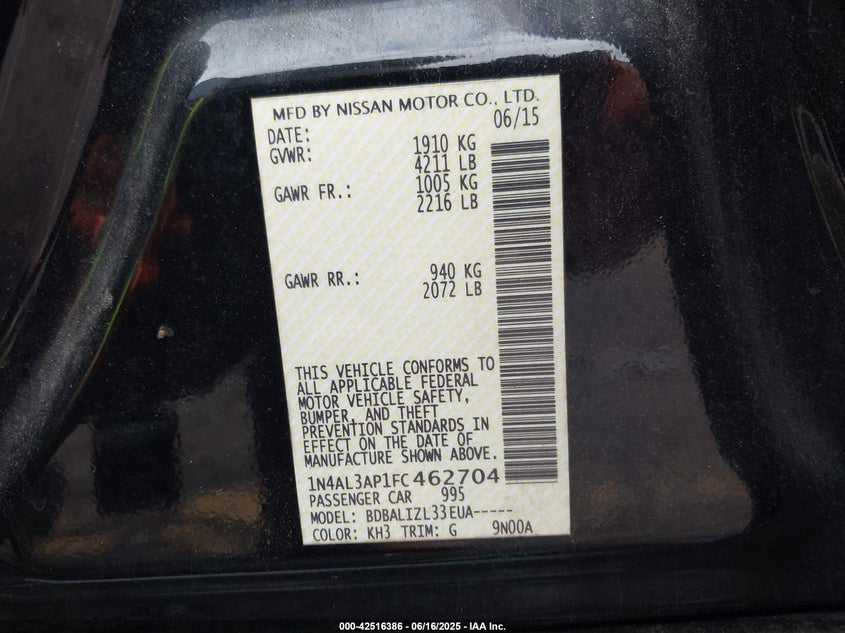 MFD BY NISSAN MOTOR CO., LTD.
DATE: 06/15
GVWR: 1910 KG
4211 LB
GAWR FR.: 1005 KG
2216 LB
GAWR RR.: 940 KG
2072 LB
THIS VEHICLE CONFORMS TO
ALL APPLICABLE FEDERAL
MOTOR VEHICLE SAFETY,
BUMPER, AND THEFT
PREVENTION STANDARDS IN
EFFECT ON THE DATE OF
MANUFACTURE SHOWN ABOVE.
1N4AL3AP1FC462704
PASSENGER CAR 995
MODEL: BDBALIZL33EUA-----
COLOR: KH3 TRIM: G 9N00A
000-42516386 - 06/16/2025 - IAA Inc.